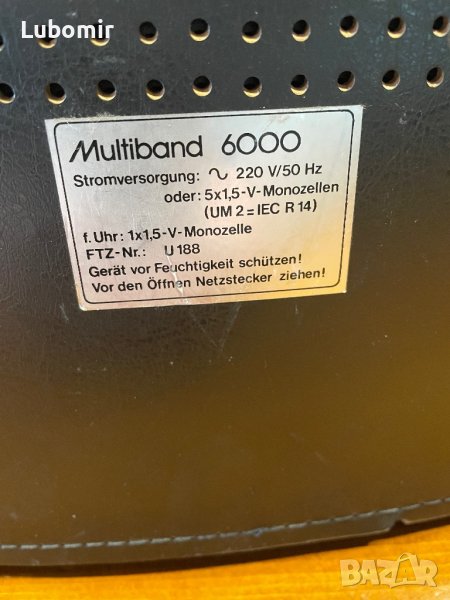 Lubomir
Multiband 6000
Stromversorgung: ∿ 220 V/50 Hz
oder: 5x1,5-V-Monozellen
(UM 2 = IEC R 14)
f. Uhr: 1x1,5-V-Monozelle
FTZ-Nr.: U 188
Gerät vor Feuchtigkeit schützen!
Vor den Öffnen Netzstecker ziehen!
BAZAR